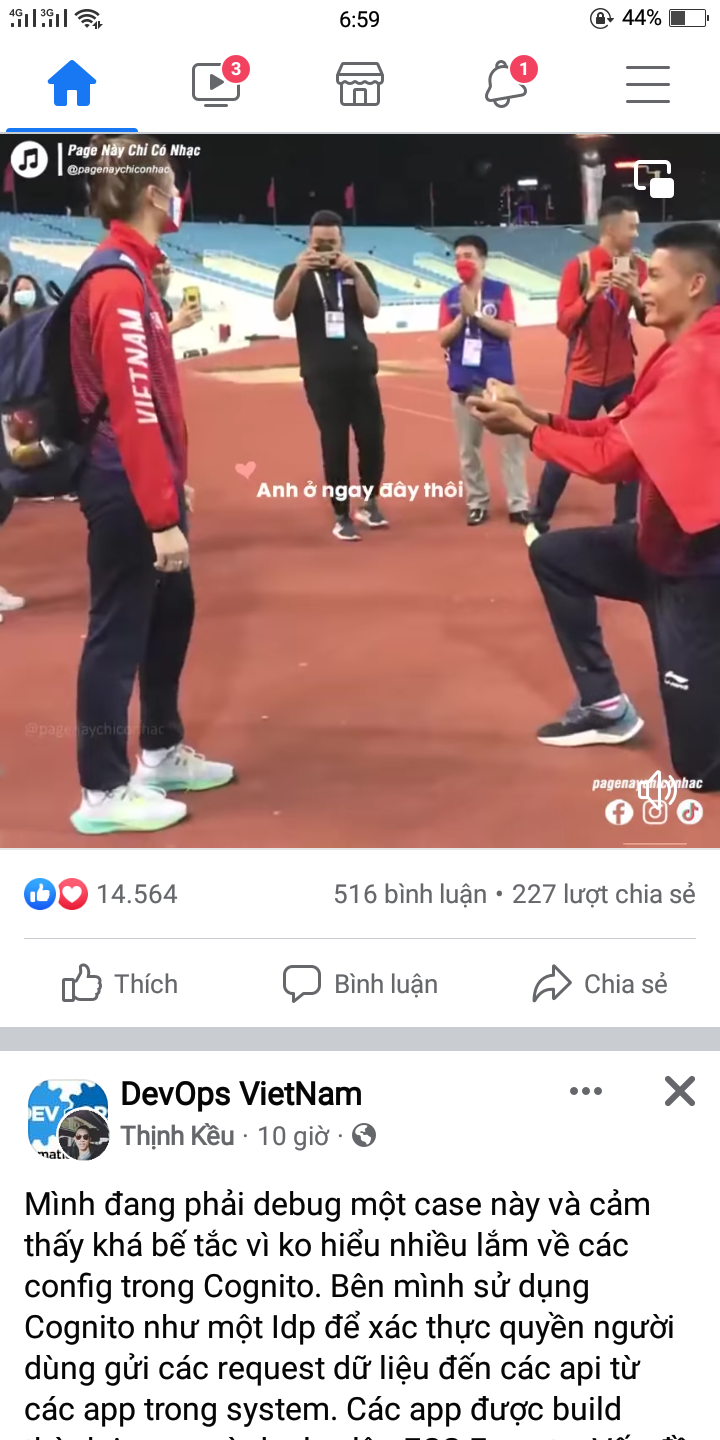 4G 3G 6:59 44%
3 1
Page Này Chỉ Có Nhạc
@pagenaychiconhac
VIETNAM
Anh ở ngay đây thôi
@pagenaychiconhac
pagenaychiconhac
14.564 516 bình luận • 227 lượt chia sẻ
Thích Bình luận Chia sẻ
DevOps VietNam
Thịnh Kều · 10 giờ ·
Mình đang phải debug một case này và cảm
thấy khá bế tắc vì ko hiểu nhiều lắm về các
config trong Cognito. Bên mình sử dụng
Cognito như một Idp để xác thực quyền người
dùng gửi các request dữ liệu đến các api từ
các app trong system. Các app được build